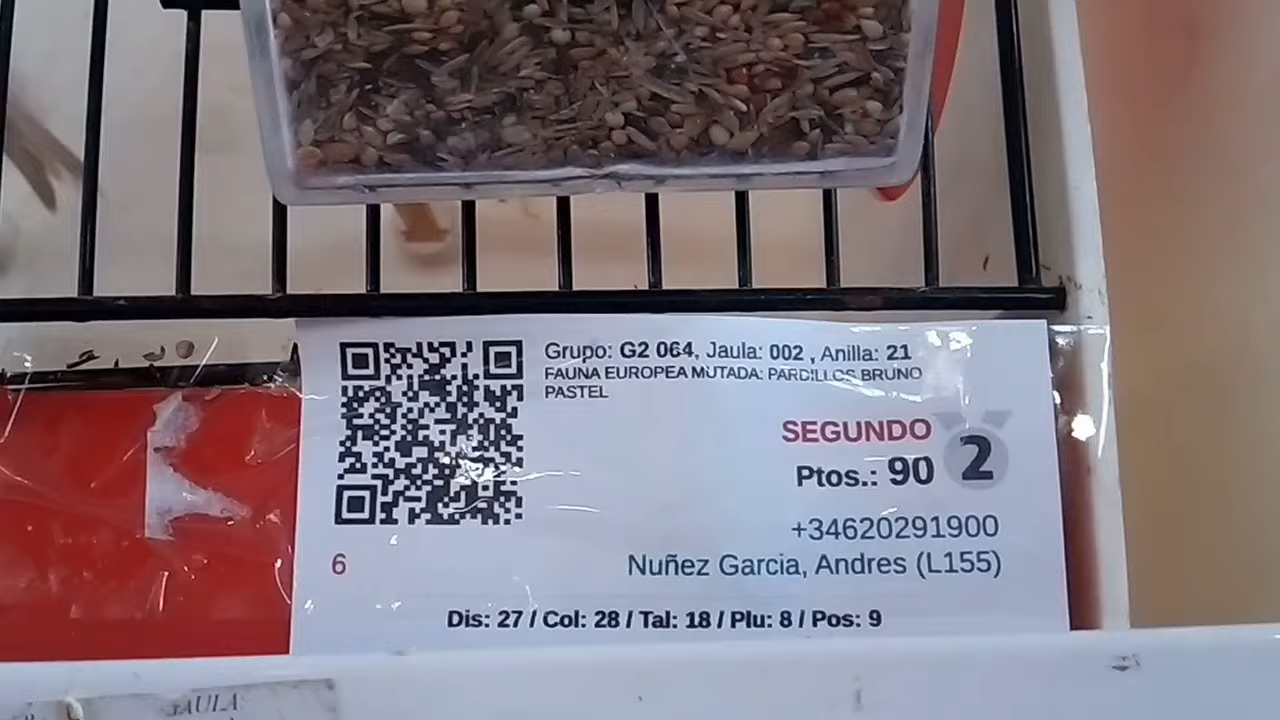 Grupo: G2 064, Jaula: 002 , Anilla: 21
FAUNA EUROPEA MUTADA: PARDILLOS BRUNO
PASTEL
SEGUNDO
2
Ptos.: 90
+34620291900
6
Nuñez Garcia, Andres (L155)
Dis: 27 / Col: 28 / Tal: 18 / Plu: 8 / Pos: 9
JAULA